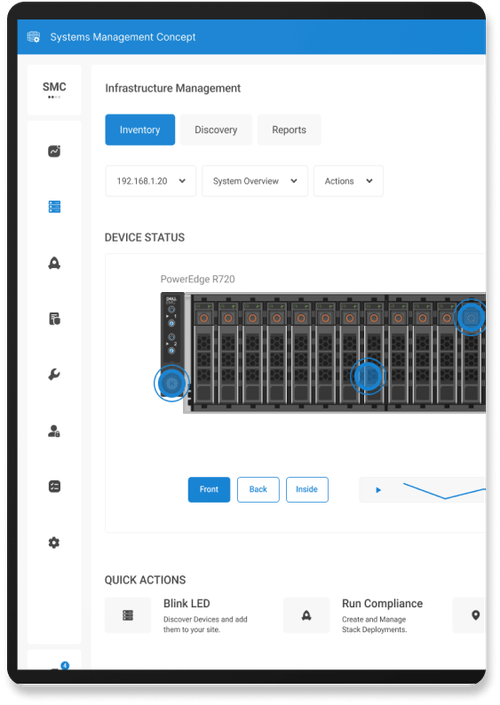 Systems Management Concept
SMC
Infrastructure Management
Inventory
Discovery
Reports
192.168.1.20
System Overview
Actions
DEVICE STATUS
PowerEdge R720
1
2
Front
Back
Inside
QUICK ACTIONS
Blink LED
Discover Devices and add
them to your site.
Run Compliance
Create and Manage
Stack Deployments.
4